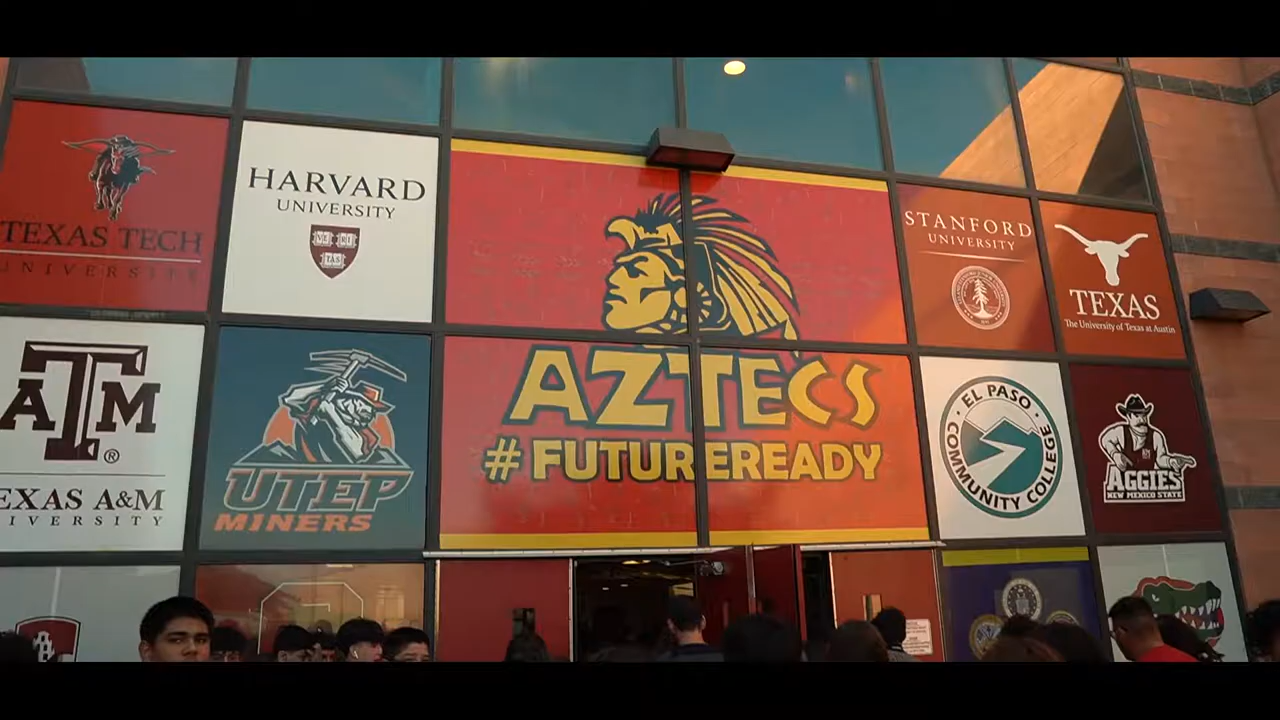 TEXAS TECH
UNIVERSITY
HARVARD
UNIVERSITY
VE RI
TAS
STANFORD
UNIVERSITY
TEXAS
The University of Texas at Austin
AZTECS
#FUTUREREADY
ATM®
EXAS A&M
IVERSITY
UTEP
MINERS
EL PASO
COMMUNITY COLLEGE
AGGIES
NEW MEXICO STATE